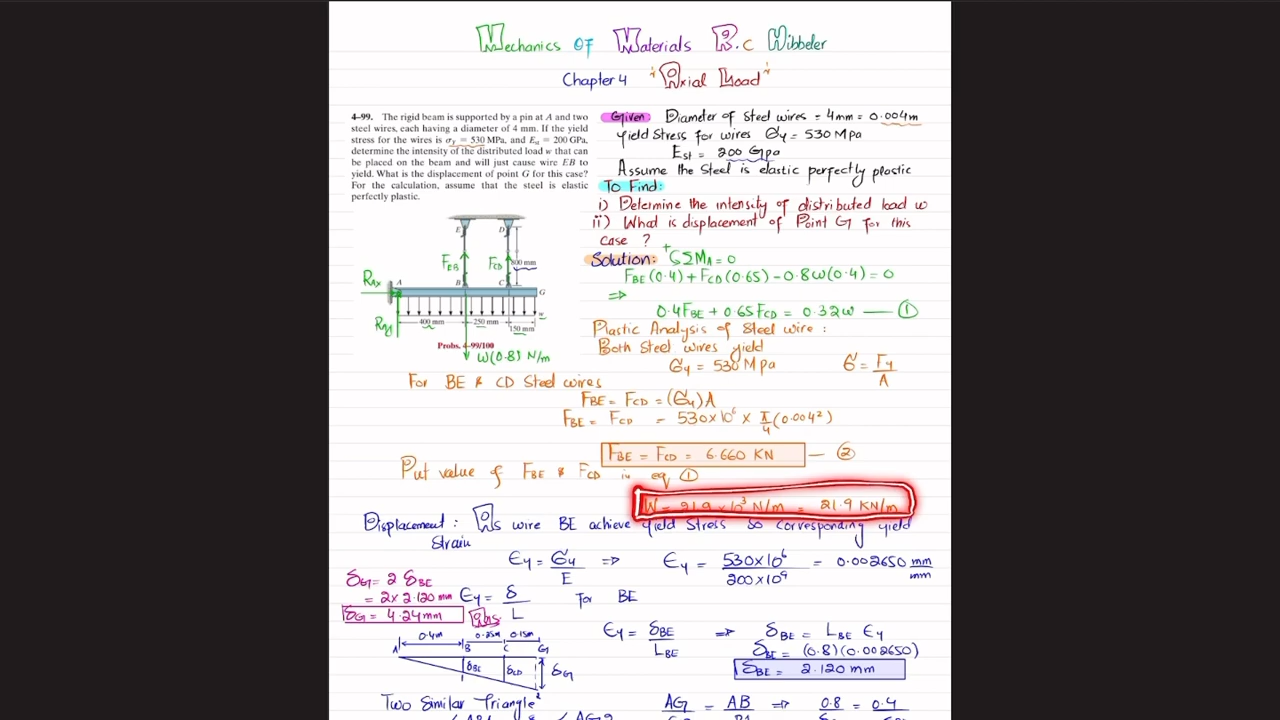 Mechanics OF Materials R.C Hibbeler
Chapter 4 "Axial Load"
4–99. The rigid beam is supported by a pin at A and two
steel wires, each having a diameter of 4 mm. If the yield
stress for the wires is σY = 530 MPa, and Est = 200 GPa,
determine the intensity of the distributed load w that can
be placed on the beam and will just cause wire EB to
yield. What is the displacement of point G for this case?
For the calculation, assume that the steel is elastic
perfectly plastic.
Given: Diameter of Steel wires = 4mm = 0.004m
Yield Stress for wires σy = 530 MPa
Est = 200 Gpa
Assume the Steel is elastic perfectly plastic
To Find:
i) Determine the intensity of distributed load w
ii) What is displacement of Point G for this
case ?
E D
FEB FCD 800 mm
RAx A B C G
RAy w
400 mm 250 mm 150 mm
Probs. 4–99/100
W(0.8) N/m
Solution: +↺ΣMA = 0
FBE(0.4) + FCD(0.65) - 0.8w(0.4) = 0
⇒
0.4FBE + 0.65FCD = 0.32w — ①
Plastic Analysis of Steel wire :
Both Steel wires yield
σy = 530 Mpa σ = Fy/A
For BE & CD Steel wires
FBE = FCD = (σy)A
FBE = FCD = 530×10⁶ × π/4 (0.004²)
FBE = FCD = 6.660 KN — ②
Put value of FBE & FCD in eq ①
W = 21.9 × 10³ N/m = 21.9 KN/m
Displacement : As wire BE achieve yield stress so corresponding yield
Strain
εy = σy/E ⇒ εy = 530×10⁶/200×10⁹ = 0.002650 mm/mm
δG = 2 δBE
= 2× 2.120 mm
δG = 4.24mm Ans
εy = δ/L for BE
εy = δBE/LBE ⇒ δBE = LBE εy
δBE = (0.8)(0.002650)
δBE = 2.120 mm
0.4m 0.25m 0.15m
A B C G
δBE δCD δG
Two Similar Triangle
AG AB ⇒ 0.8 = 0.4